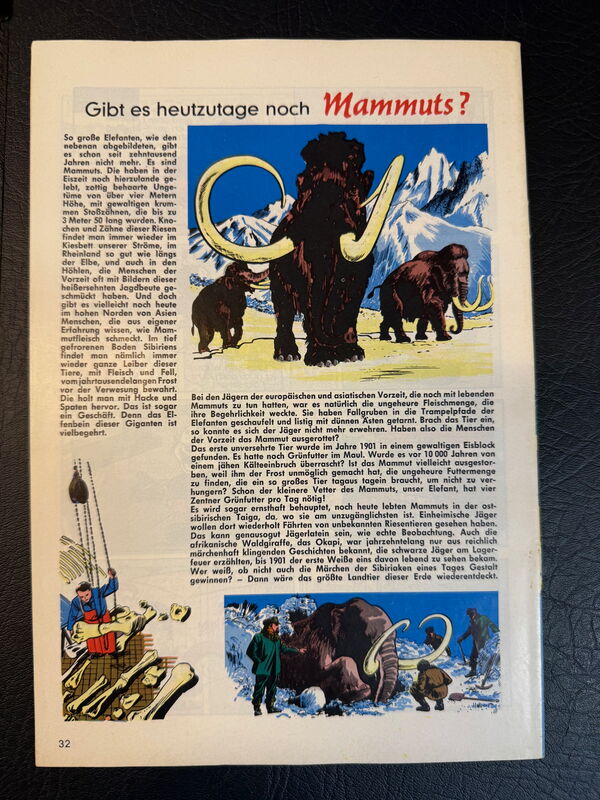 Gibt es heutzutage noch Mammuts?
So große Elefanten, wie den
nebenan abgebildeten, gibt
es schon seit zehntausend
Jahren nicht mehr. Es sind
Mammuts. Die haben in der
Eiszeit noch hierzulande ge-
lebt, zottig behaarte Unge-
tüme von über vier Metern
Höhe, mit gewaltigen krum-
men Stoßzähnen, die bis zu
3 Meter 50 lang wurden. Kno-
chen und Zähne dieser Riesen
findet man immer wieder im
Kiesbett unserer Ströme, im
Rheinland so gut wie längs
der Elbe, und auch in den
Höhlen, die Menschen der
Vorzeit oft mit Bildern dieser
heißersehnten Jagdbeute ge-
schmückt haben. Und doch
gibt es vielleicht noch heute
im hohen Norden von Asien
Menschen, die aus eigener
Erfahrung wissen, wie Mam-
mutfleisch schmeckt. Im tief
gefrorenen Boden Sibiriens
findet man nämlich immer
wieder ganze Leiber dieser
Tiere, mit Fleisch und Fell,
vom jahrtausendelangen Frost
vor der Verwesung bewahrt.
Die holt man mit Hacke und
Spaten hervor. Das ist sogar
ein Geschäft. Denn das El-
fenbein dieser Giganten ist
vielbegehrt.
Bei den Jägern der europäischen und asiatischen Vorzeit, die noch mit lebenden
Mammuts zu tun hatten, war es natürlich die ungeheure Fleischmenge, die
ihre Begehrlichkeit weckte. Sie haben Fallgruben in die Trampelpfade der
Elefanten geschaufelt und listig mit dünnen Ästen getarnt. Brach das Tier ein,
so konnte es sich der Jäger nicht mehr erwehren. Haben also die Menschen
der Vorzeit das Mammut ausgerottet?
Das erste unversehrte Tier wurde im Jahre 1901 in einem gewaltigen Eisblock
gefunden. Es hatte noch Grünfutter im Maul. Wurde es vor 10 000 Jahren von
einem jähen Kälteeinbruch überrascht? Ist das Mammut vielleicht ausgestor-
ben, weil ihm der Frost unmöglich gemacht hat, die ungeheure Futtermenge
zu finden, die ein so großes Tier tagaus tagein braucht, um nicht zu ver-
hungern? Schon der kleinere Vetter des Mammuts, unser Elefant, hat vier
Zentner Grünfutter pro Tag nötig!
Es wird sogar ernsthaft behauptet, noch heute lebten Mammuts in der ost-
sibirischen Taiga, da, wo sie am unzugänglichsten ist. Einheimische Jäger
wollen dort wiederholt Fährten von unbekannten Riesentieren gesehen haben.
Das kann genausogut Jägerlatein sein, wie echte Beobachtung. Auch die
afrikanische Waldgiraffe, das Okapi, war jahrzehntelang nur aus reichlich
märchenhaft klingenden Geschichten bekannt, die schwarze Jäger am Lager-
feuer erzählten, bis 1901 der erste Weiße eins davon lebend zu sehen bekam.
Wer weiß, ob nicht auch die Märchen der Sibiriaken eines Tages Gestalt
gewinnen? – Dann wäre das größte Landtier dieser Erde wiederentdeckt.
32